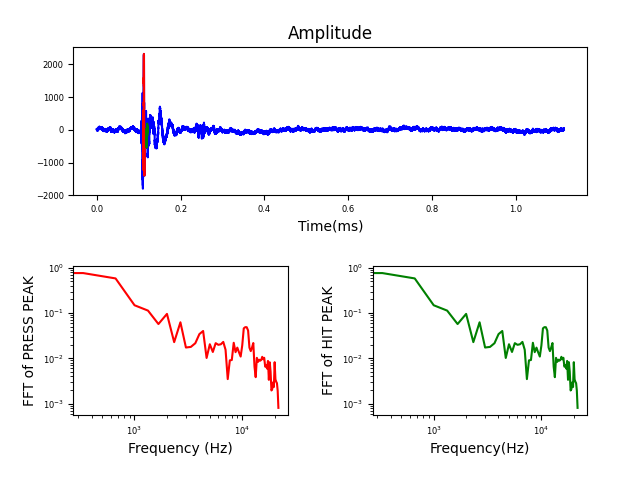 Amplitude
2000
1000
0
−1000
−2000
0.0 0.2 0.4 0.6 0.8 1.0
Time(ms)
FFT of PRESS PEAK
10⁰
10⁻¹
10⁻²
10⁻³
10³ 10⁴
Frequency (Hz)
FFT of HIT PEAK
10⁰
10⁻¹
10⁻²
10⁻³
10³ 10⁴
Frequency(Hz)